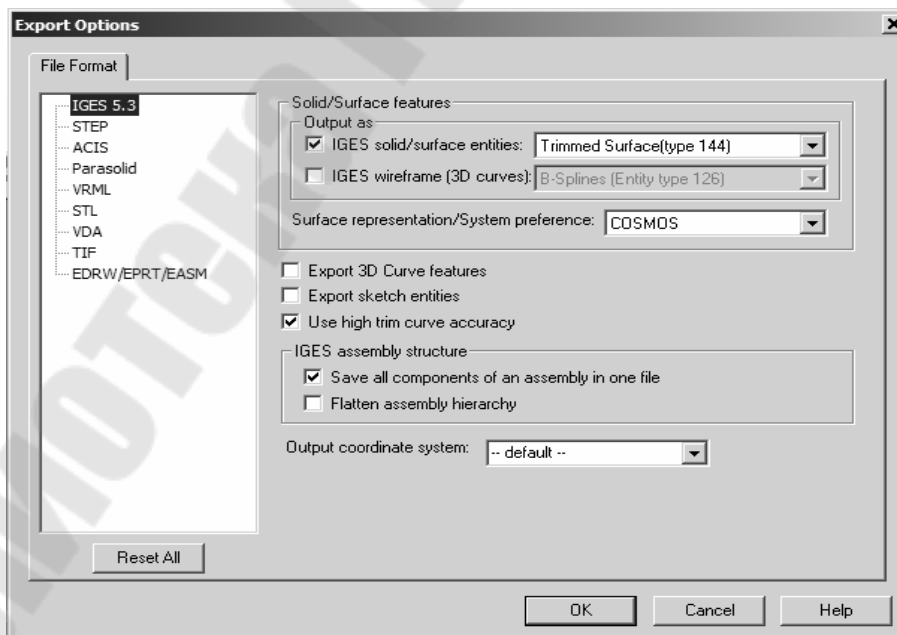 Export Options
File Format
IGES 5.3
STEP
ACIS
Parasolid
VRML
STL
VDA
TIF
EDRW/EPRT/EASM
Reset All
Solid/Surface features
Output as
IGES solid/surface entities: Trimmed Surface(type 144)
IGES wireframe (3D curves): B-Splines (Entity type 126)
Surface representation/System preference: COSMOS
Export 3D Curve features
Export sketch entities
Use high trim curve accuracy
IGES assembly structure
Save all components of an assembly in one file
Flatten assembly hierarchy
Output coordinate system: -- default --
OK Cancel Help